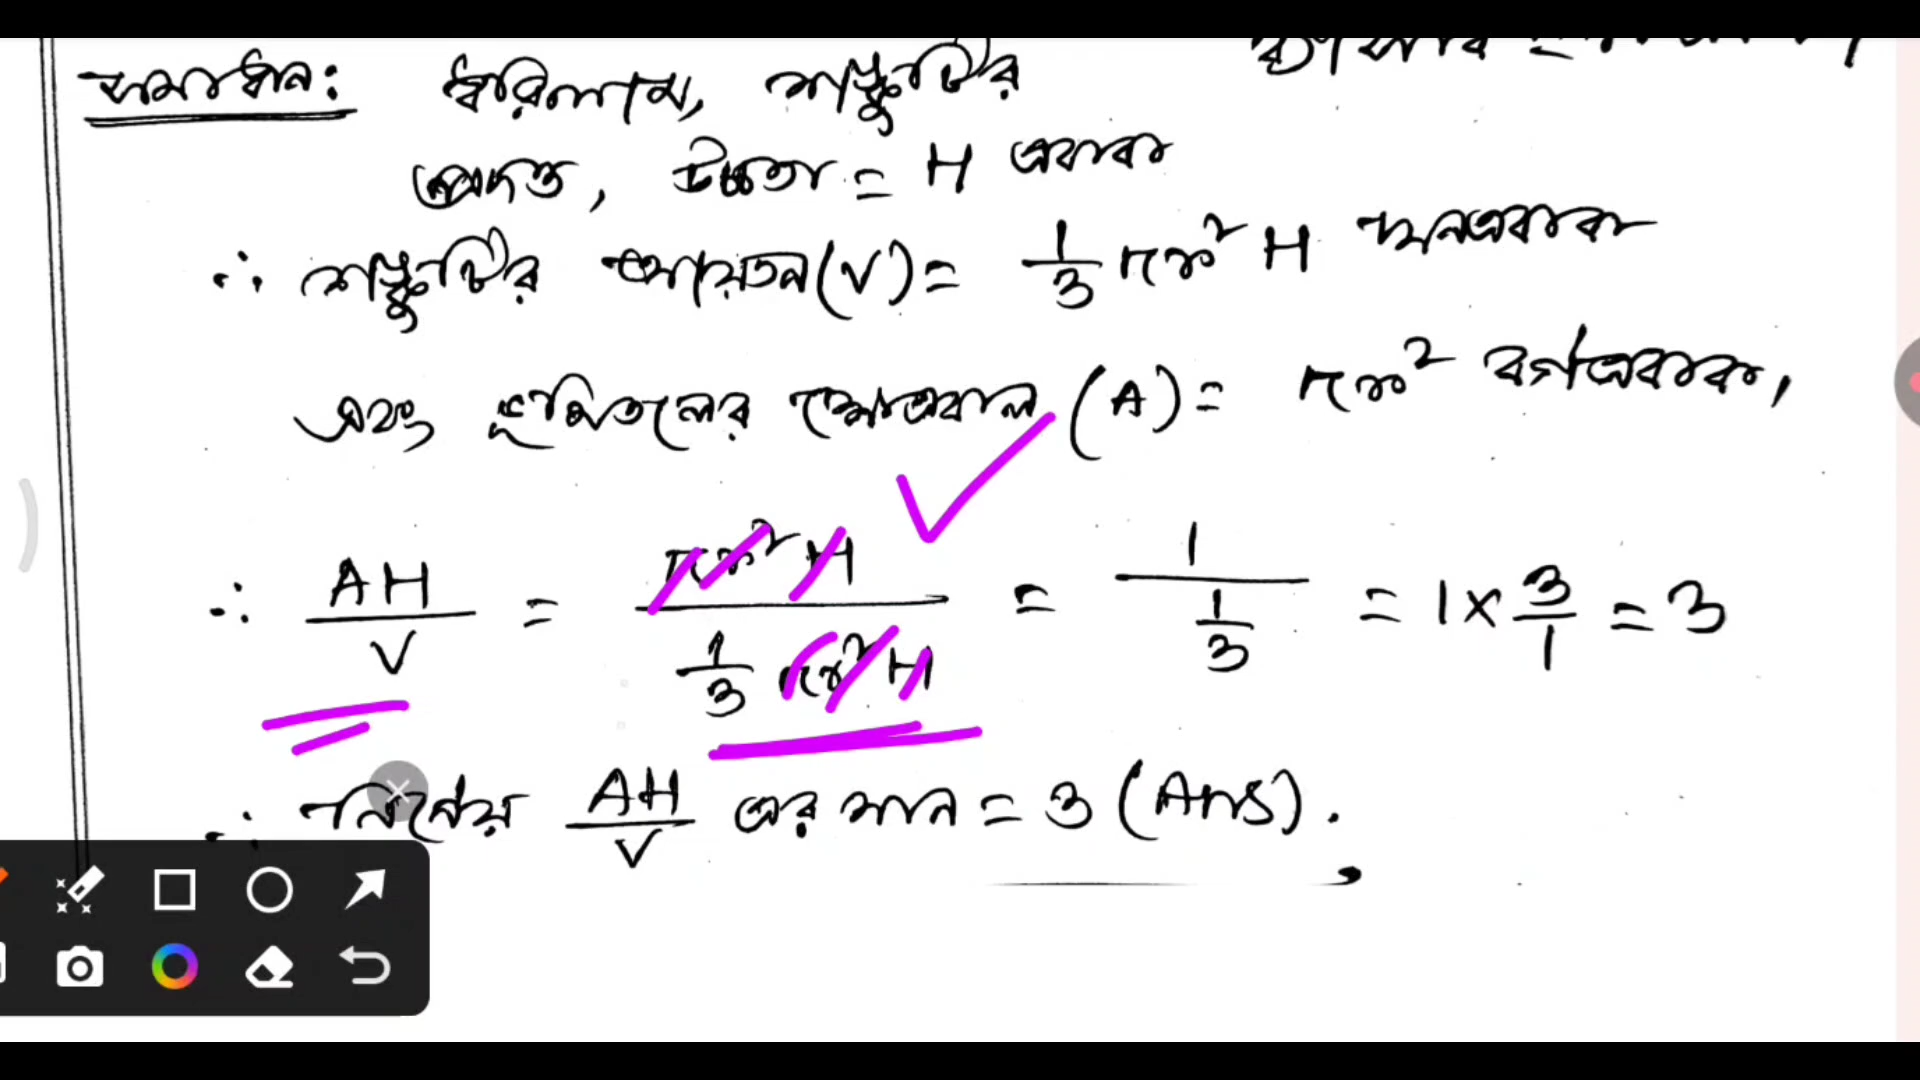 সমাধান: ধরিলাম, শঙ্কুটির
প্রদত্ত, উচ্চতা = H একক
∴ শঙ্কুটির আয়তন (V) = 1/3 πr² H ঘনএকক
এবং ভূমিতলের ক্ষেত্রফল (A) = πr² বর্গএকক,
∴ AH/V = πr²H / (1/3 πr²H) = 1 / (1/3) = 1 × 3/1 = 3
∴ নির্ণেয় AH/V এর মান = 3 (Ans).